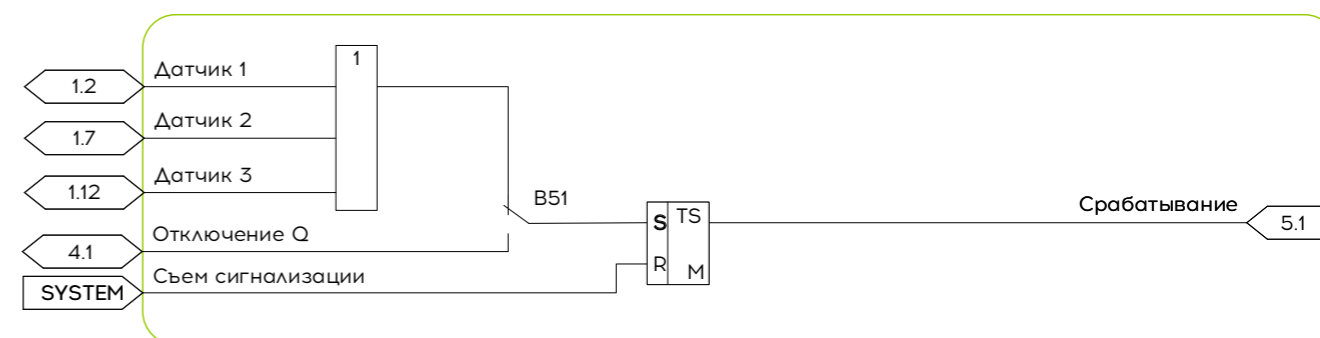 1.2 Датчик 1 1
1.7 Датчик 2
1.12 Датчик 3
B51
S TS Срабатывание 5.1
4.1 Отключение Q
R M
SYSTEM Съем сигнализации